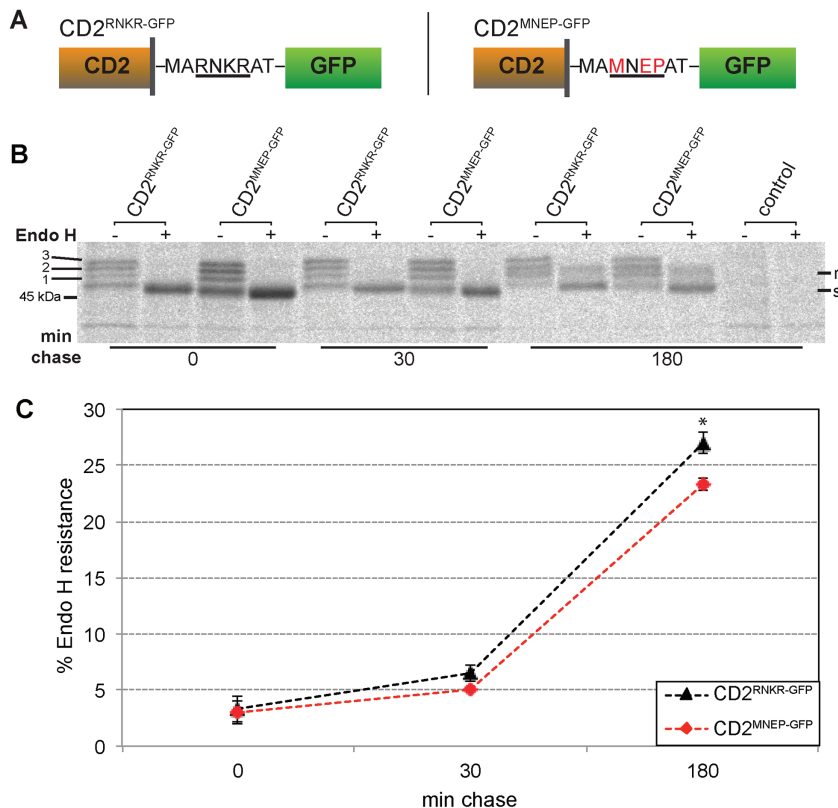 A
CD2RNKR-GFP
CD2MNEP-GFP
CD2 MARNKRAT GFP
CD2 MAMNEPAT GFP
B
CD2RNKR-GFP CD2MNEP-GFP CD2RNKR-GFP CD2MNEP-GFP CD2RNKR-GFP CD2MNEP-GFP control
Endo H - + - + - + - + - + - + - +
3
2
1
45 kDa
r
s
min chase 0 30 180
C
% Endo H resistance
30
25
20
15
10
5
0
*
CD2RNKR-GFP
CD2MNEP-GFP
0 30 180
min chase